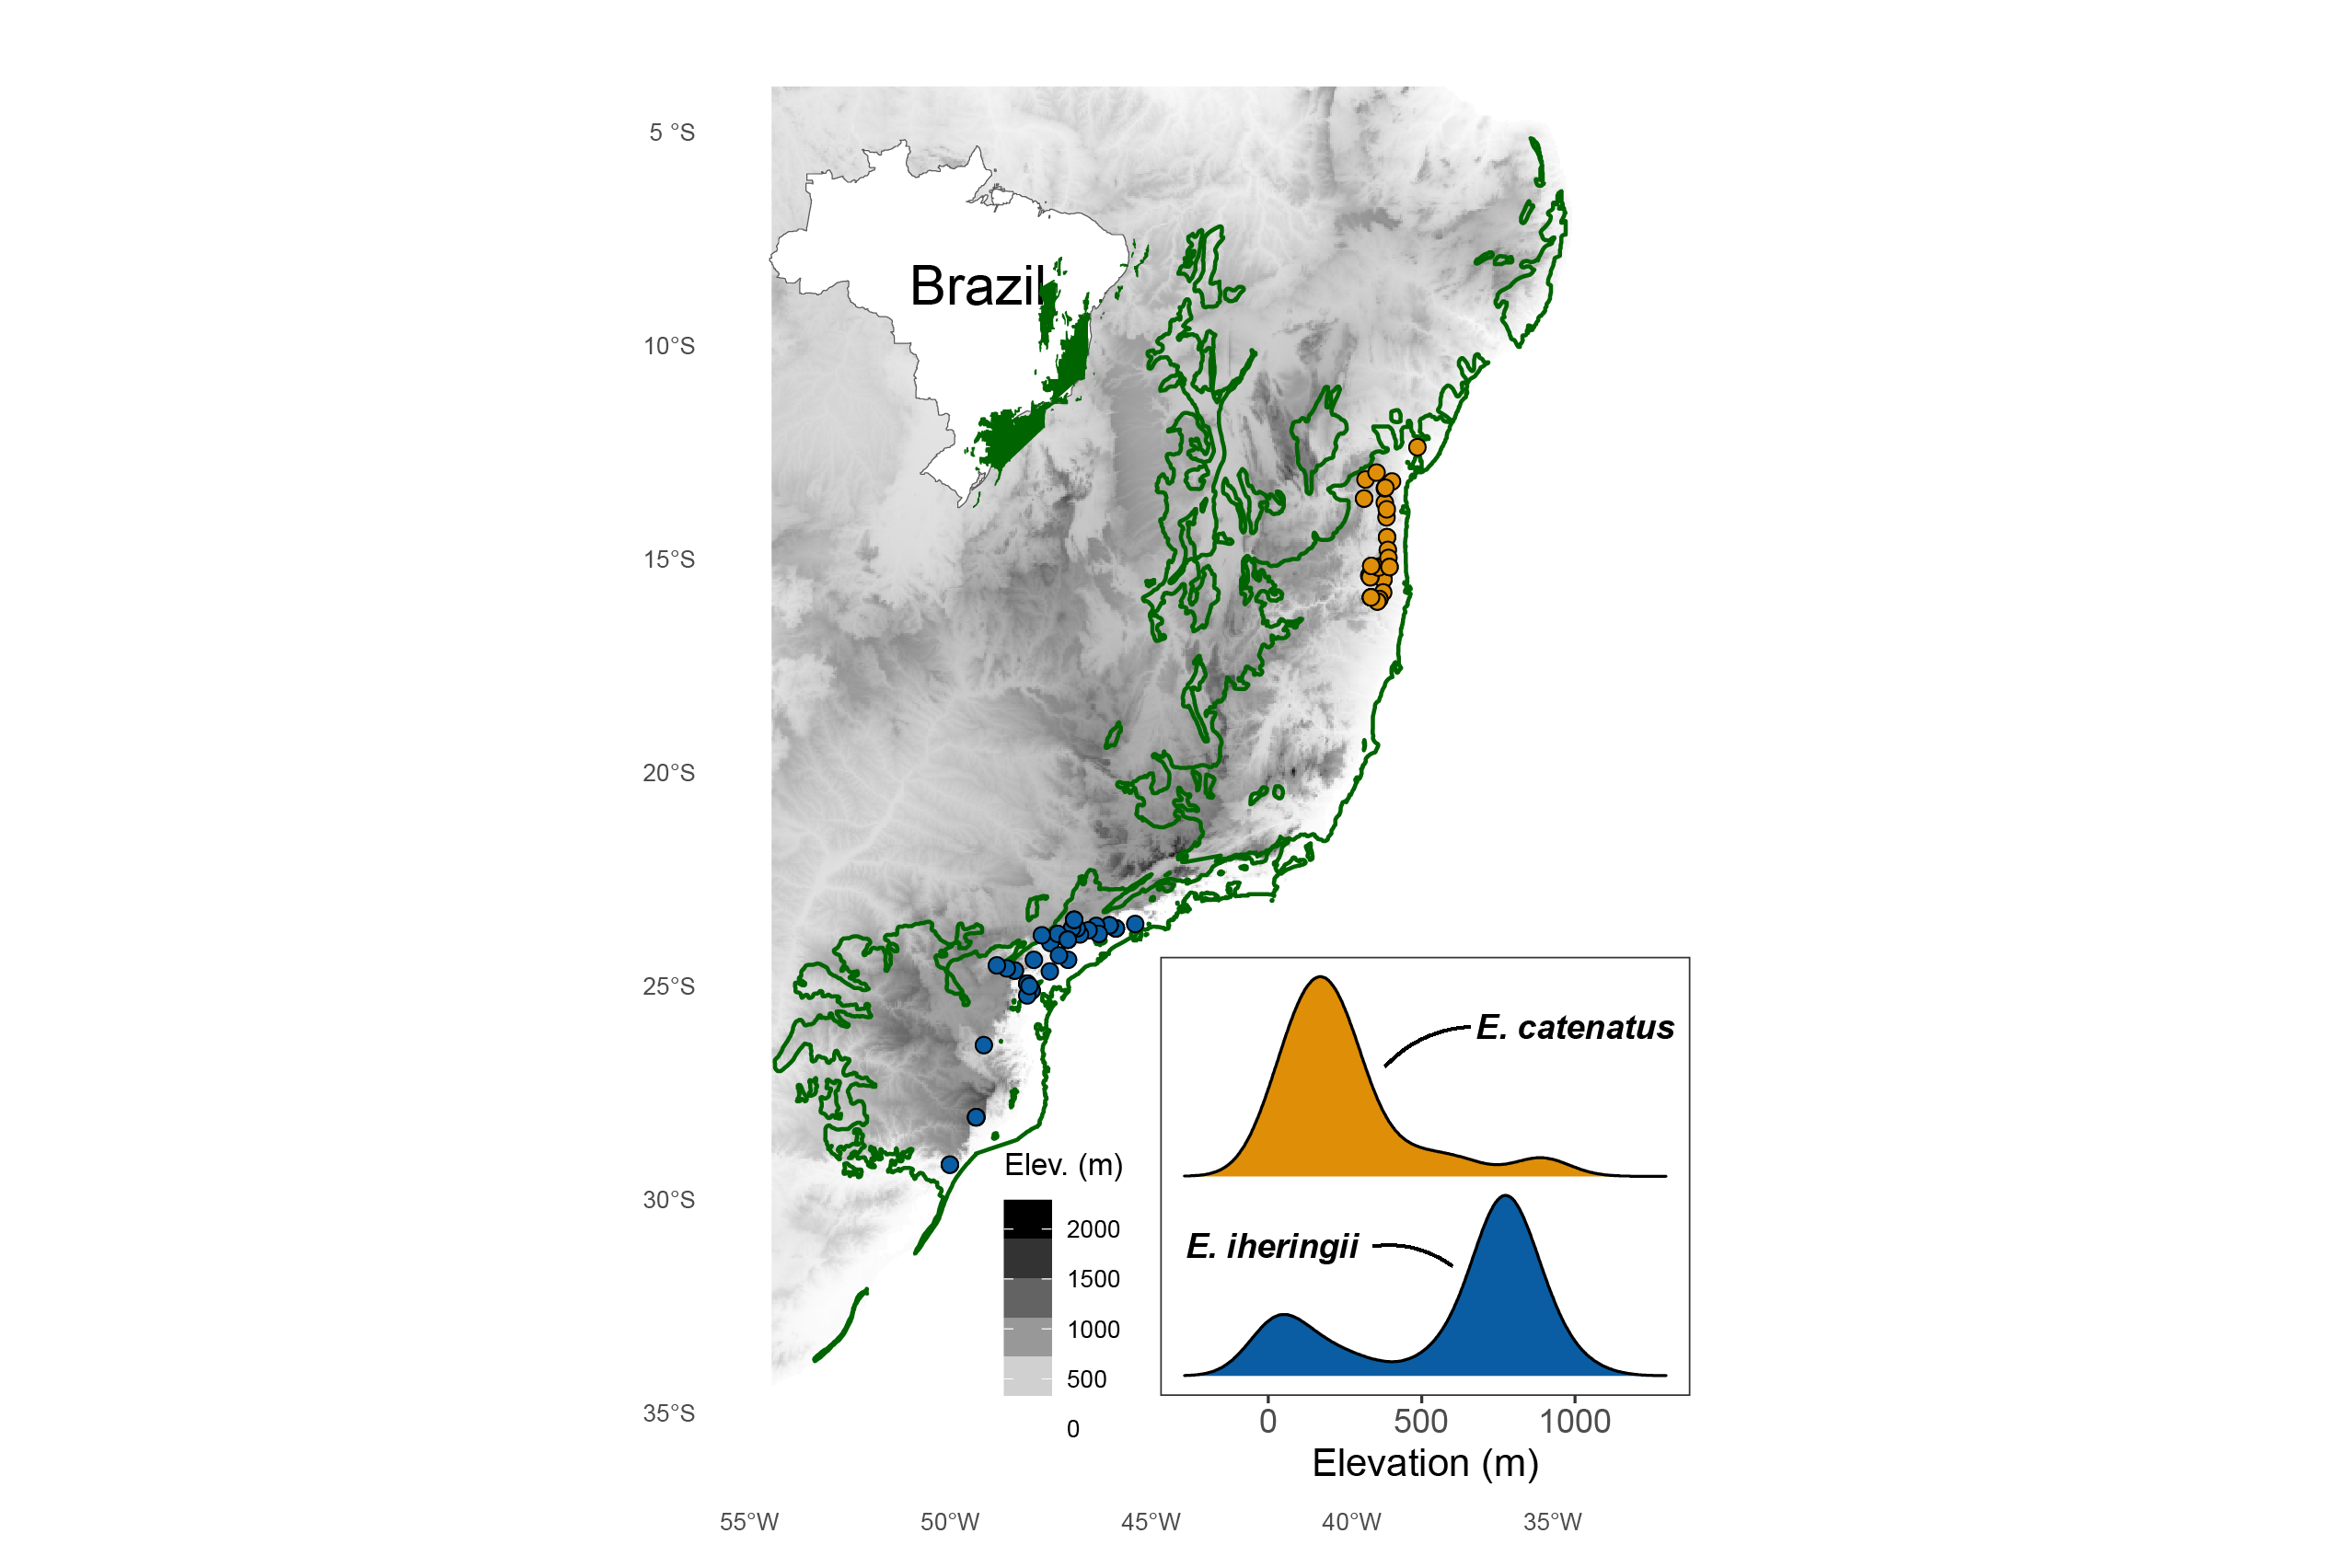 5 °S
10°S
15°S
20°S
25°S
30°S
35°S
Brazil
Elev. (m)
2000
1500
1000
500
0
E. catenatus
E. iheringii
0 500 1000
Elevation (m)
55°W 50°W 45°W 40°W 35°W